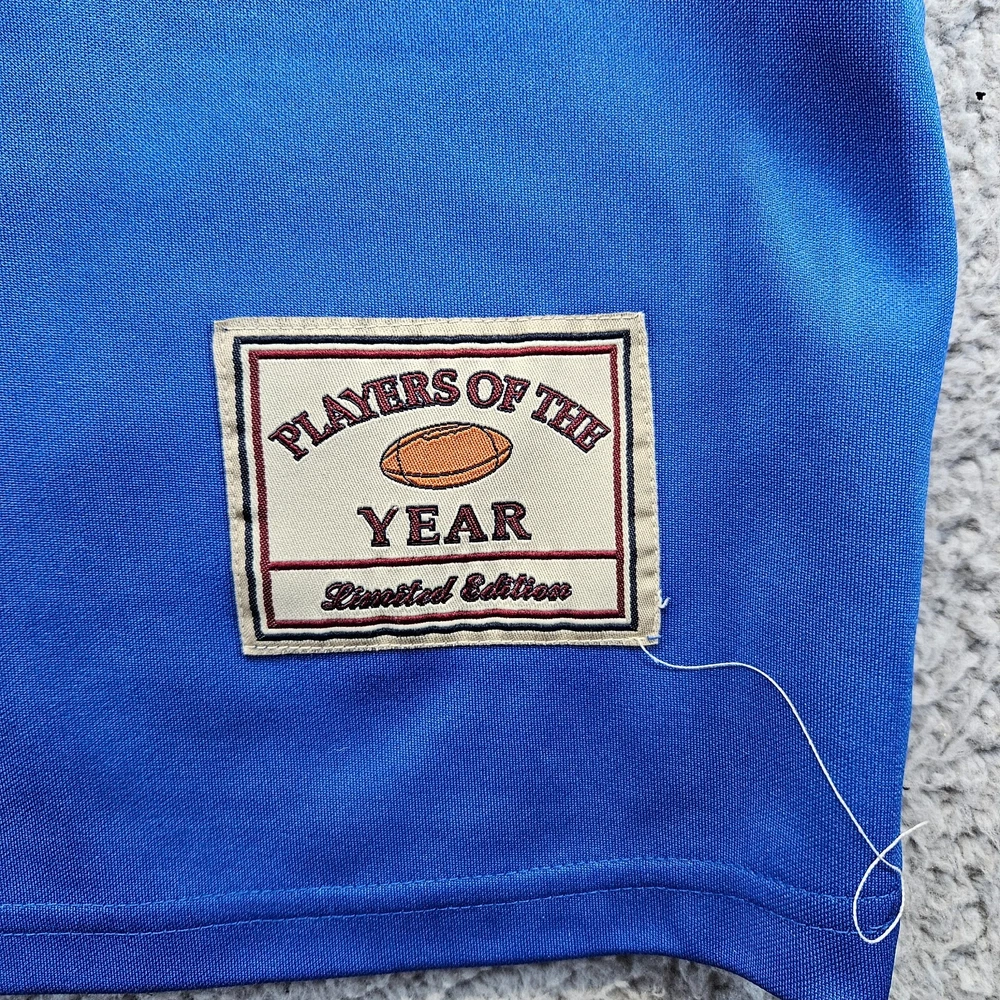 PLAYERS OF THE
YEAR
Limited Edition